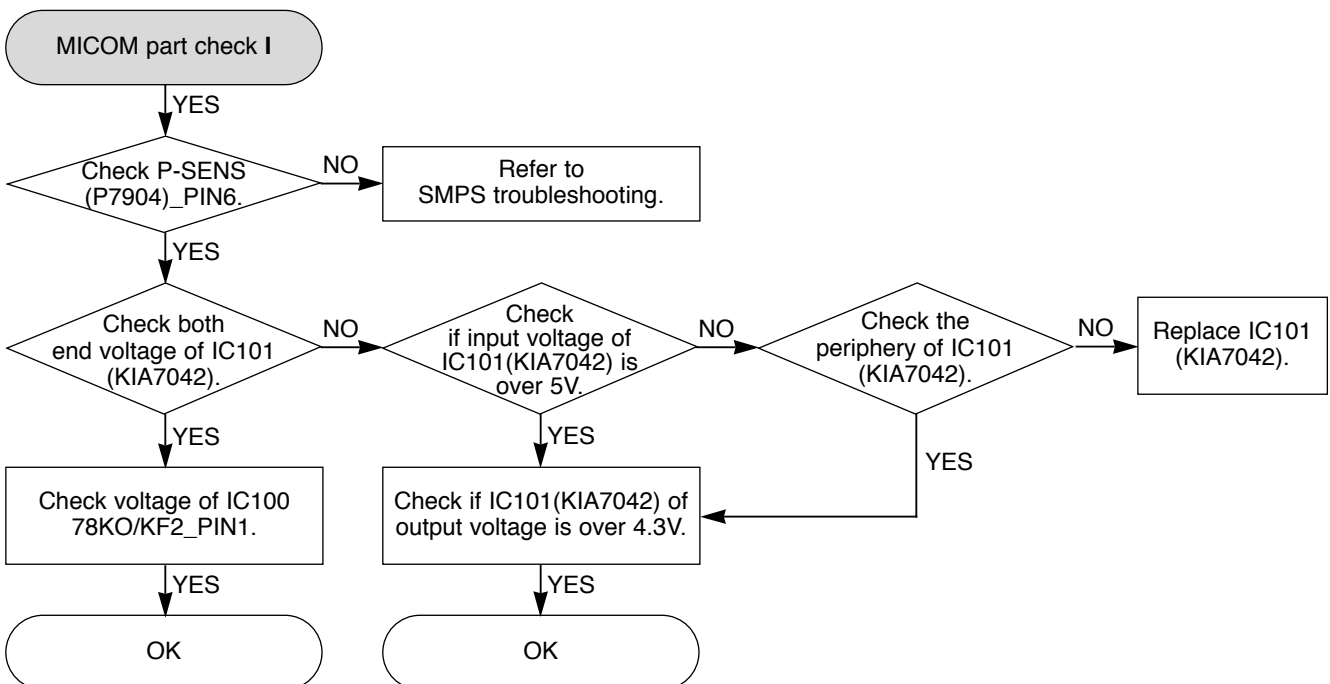 MICOM part check I
YES
Check P-SENS
(P7904)_PIN6.
NO
Refer to
SMPS troubleshooting.
YES
Check both
end voltage of IC101
(KIA7042).
NO
Check
if input voltage of
IC101(KIA7042) is
over 5V.
NO
Check the
periphery of IC101
(KIA7042).
NO
Replace IC101
(KIA7042).
YES
YES
YES
Check voltage of IC100
78KO/KF2_PIN1.
Check if IC101(KIA7042) of
output voltage is over 4.3V.
YES
YES
OK
OK